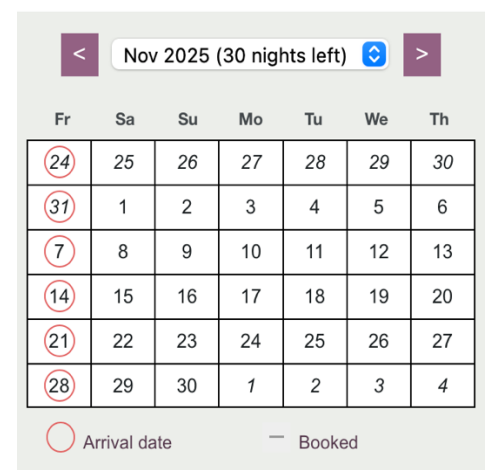 < Nov 2025 (30 nights left) >
Fr Sa Su Mo Tu We Th
24 25 26 27 28 29 30
31 1 2 3 4 5 6
7 8 9 10 11 12 13
14 15 16 17 18 19 20
21 22 23 24 25 26 27
28 29 30 1 2 3 4
Arrival date — Booked